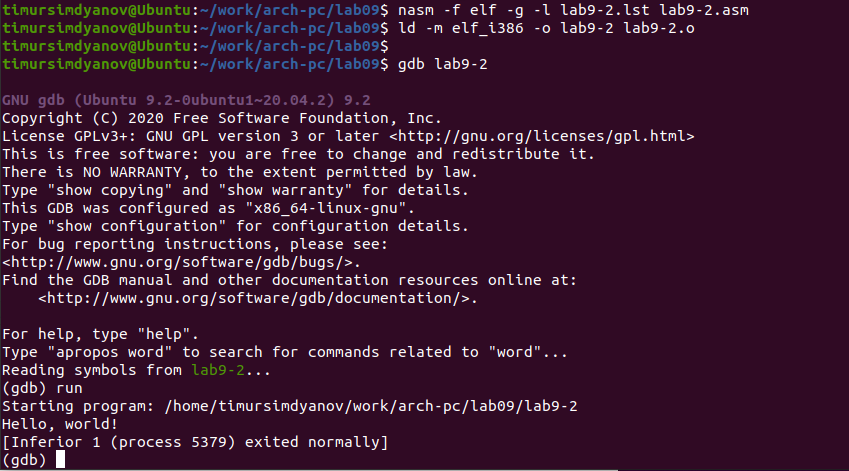 timursimdyanov@Ubuntu:~/work/arch-pc/lab09$ nasm -f elf -g -l lab9-2.lst lab9-2.asm
timursimdyanov@Ubuntu:~/work/arch-pc/lab09$ ld -m elf_i386 -o lab9-2 lab9-2.o
timursimdyanov@Ubuntu:~/work/arch-pc/lab09$
timursimdyanov@Ubuntu:~/work/arch-pc/lab09$ gdb lab9-2
GNU gdb (Ubuntu 9.2-0ubuntu1~20.04.2) 9.2
Copyright (C) 2020 Free Software Foundation, Inc.
License GPLv3+: GNU GPL version 3 or later <http://gnu.org/licenses/gpl.html>
This is free software: you are free to change and redistribute it.
There is NO WARRANTY, to the extent permitted by law.
Type "show copying" and "show warranty" for details.
This GDB was configured as "x86_64-linux-gnu".
Type "show configuration" for configuration details.
For bug reporting instructions, please see:
<http://www.gnu.org/software/gdb/bugs/>.
Find the GDB manual and other documentation resources online at:
    <http://www.gnu.org/software/gdb/documentation/>.
For help, type "help".
Type "apropos word" to search for commands related to "word"...
Reading symbols from lab9-2...
(gdb) run
Starting program: /home/timursimdyanov/work/arch-pc/lab09/lab9-2
Hello, world!
[Inferior 1 (process 5379) exited normally]
(gdb)